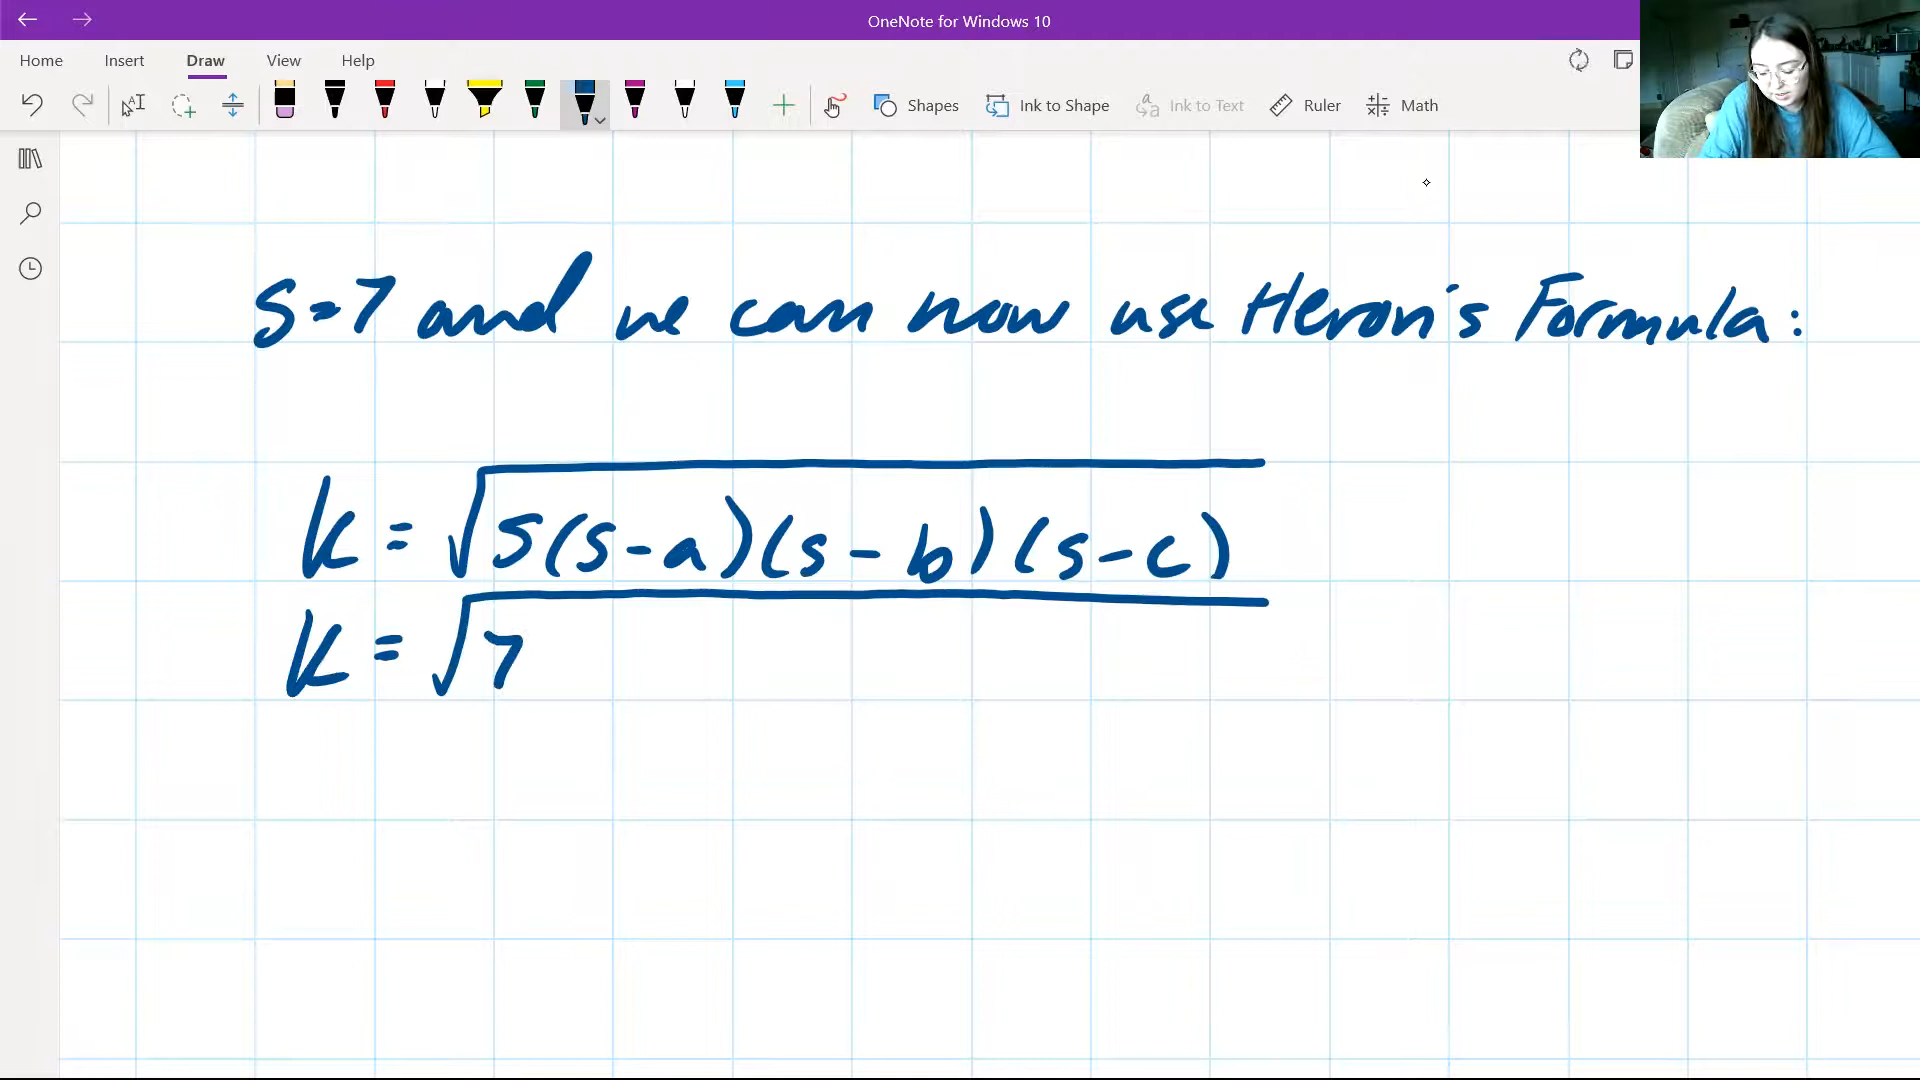 OneNote for Windows 10
Home Insert Draw View Help
Shapes Ink to Shape Ink to Text Ruler Math
S=7 and we can now use Heron's Formula:
K = √S(S-a)(s-b)(s-c)
K = √7